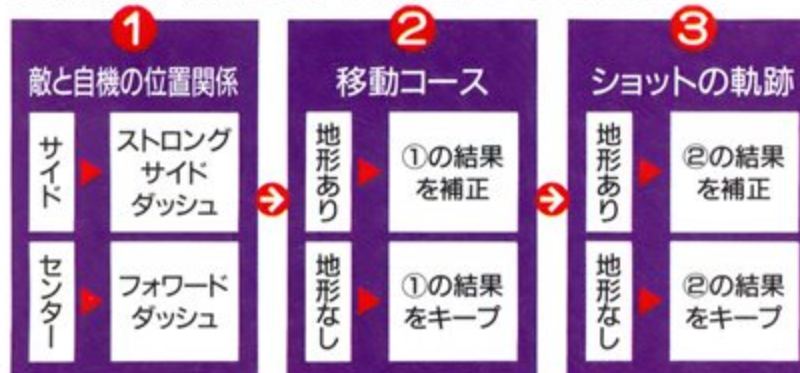 1
敵と自機の位置関係
サイド
ストロング
サイド
ダッシュ
センター
フォワード
ダッシュ
2
移動コース
地形あり
①の結果
を補正
地形なし
①の結果
をキープ
3
ショットの軌跡
地形あり
②の結果
を補正
地形なし
②の結果
をキープ